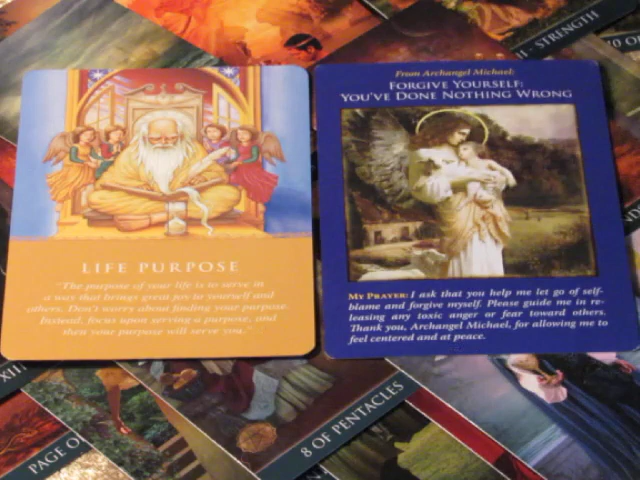 LIFE PURPOSE
"The purpose of your life is to serve in
a way that brings great joy to yourself and
others. Don't worry about finding your purpose.
Instead, focus upon serving a purpose, and
then your purpose will serve you."
From Archangel Michael:
FORGIVE YOURSELF:
YOU'VE DONE NOTHING WRONG
MY PRAYER: I ask that you help me let go of self-
blame and forgive myself. Please guide me in re-
leasing any toxic anger or fear toward others.
Thank you, Archangel Michael, for allowing me to
feel centered and at peace.
STRENGTH
10 O
XIII
PAGE O
8 OF PENTACLES